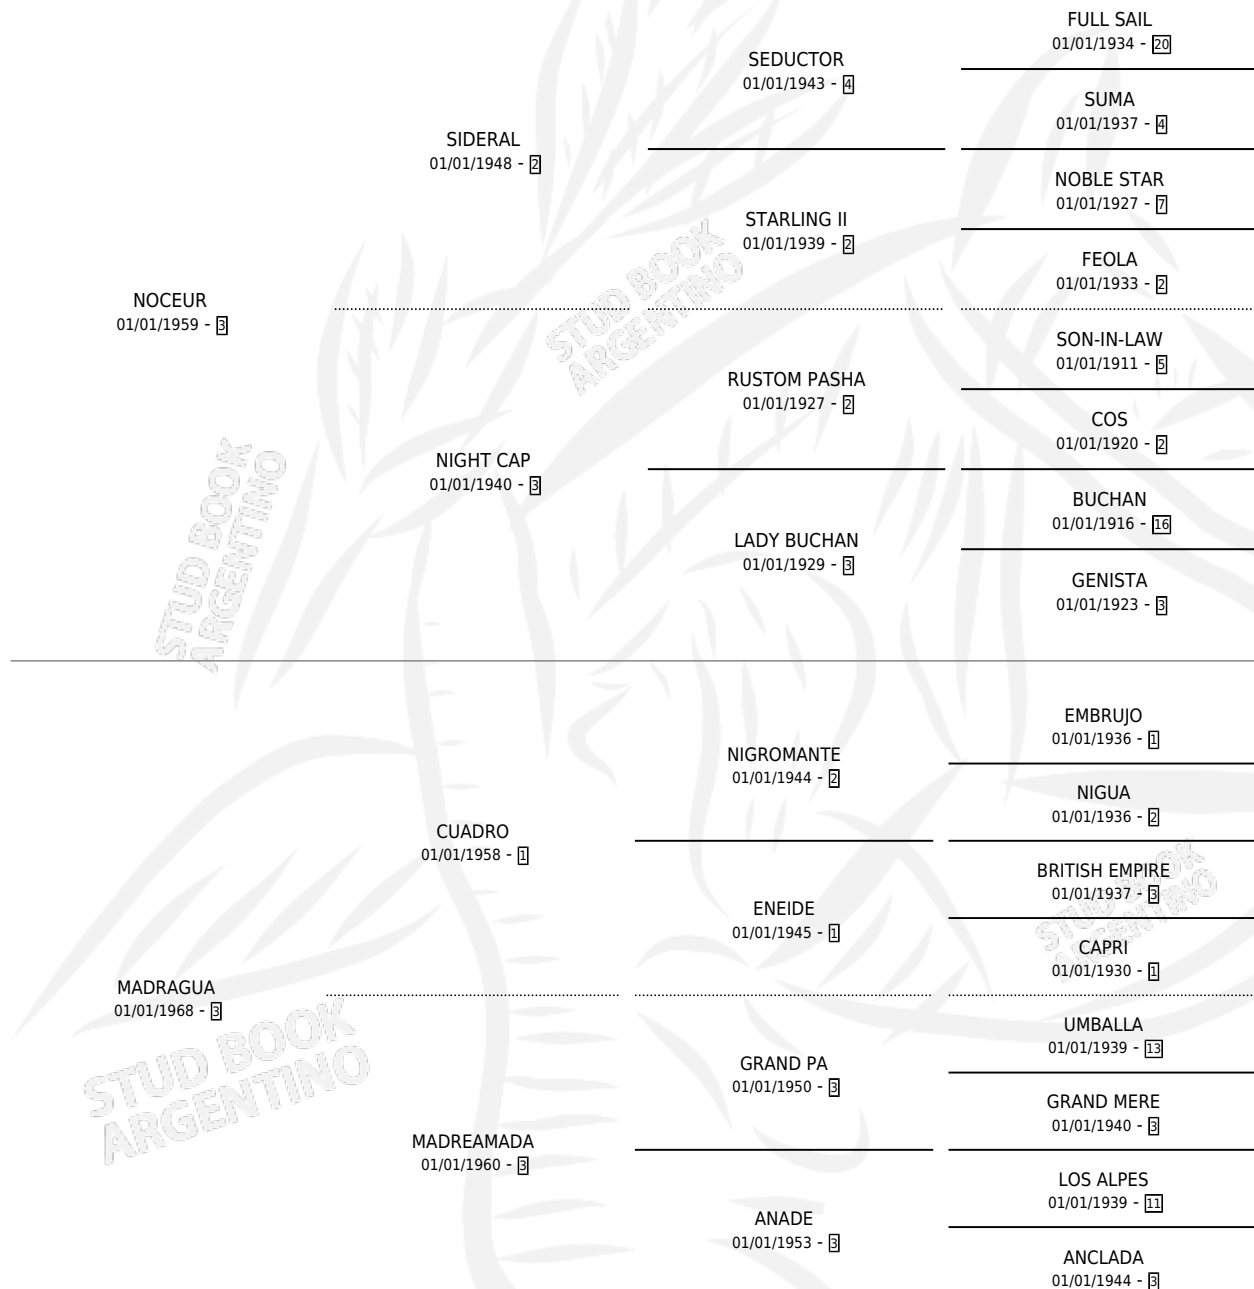 FULL SAIL
01/01/1934 - 20
SEDUCTOR
01/01/1943 - 4
SUMA
01/01/1937 - 4
SIDERAL
01/01/1948 - 2
NOBLE STAR
01/01/1927 - 7
STARLING II
01/01/1939 - 2
FEOLA
01/01/1933 - 2
STUD BOOK
ARGENTINO
NOCEUR
01/01/1959 - 3
SON-IN-LAW
01/01/1911 - 5
RUSTOM PASHA
01/01/1927 - 2
COS
01/01/1920 - 2
NIGHT CAP
01/01/1940 - 3
BUCHAN
01/01/1916 - 16
LADY BUCHAN
01/01/1929 - 3
GENISTA
01/01/1923 - 3
STUD BOOK
ARGENTINO
EMBRUJO
01/01/1936 - 1
NIGROMANTE
01/01/1944 - 2
NIGUA
01/01/1936 - 2
CUADRO
01/01/1958 - 1
BRITISH EMPIRE
01/01/1937 - 3
ENEIDE
01/01/1945 - 1
CAPRI
01/01/1930 - 1
STUD BOOK
ARGENTINO
MADRAGUA
01/01/1968 - 3
UMBALLA
01/01/1939 - 13
GRAND PA
01/01/1950 - 3
GRAND MERE
01/01/1940 - 3
STUD BOOK
ARGENTINO
MADREAMADA
01/01/1960 - 3
LOS ALPES
01/01/1939 - 11
ANADE
01/01/1953 - 3
ANCLADA
01/01/1944 - 3